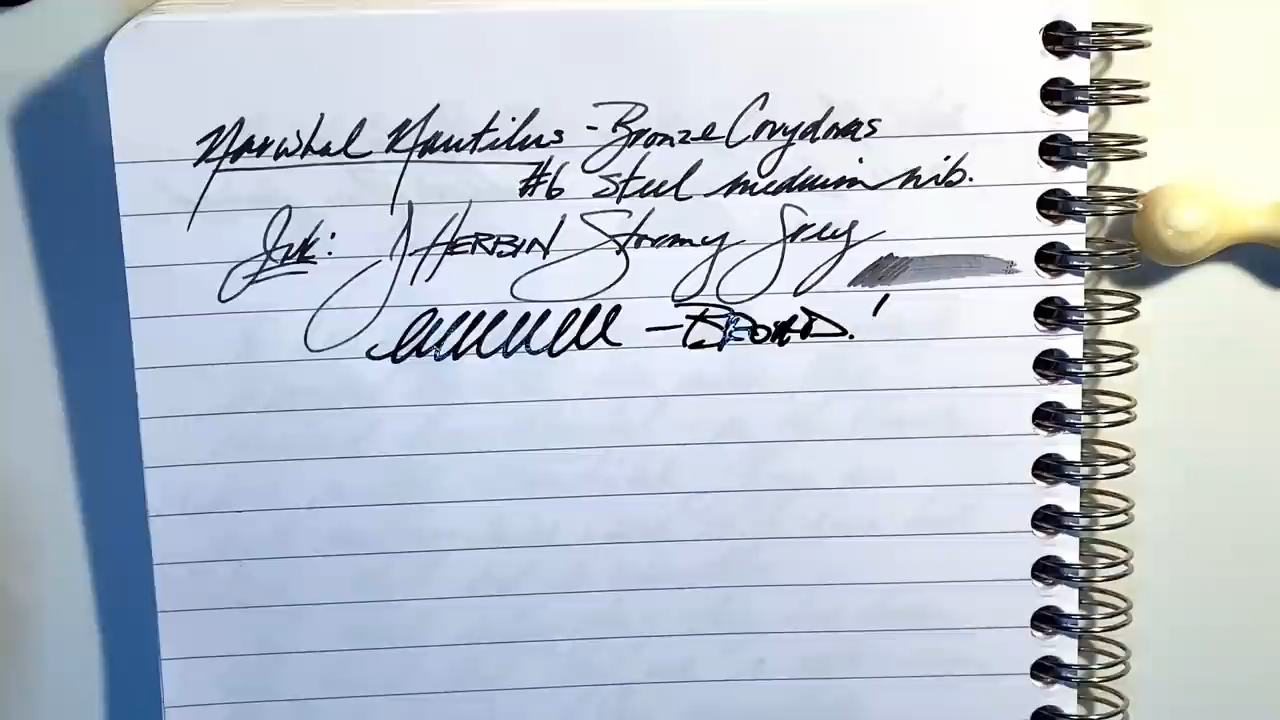 Narwhal Nautilus - Bronze Corydoras
#6 steel medium nib.
Ink: J HERBIN Stormy Grey
- BROAD!